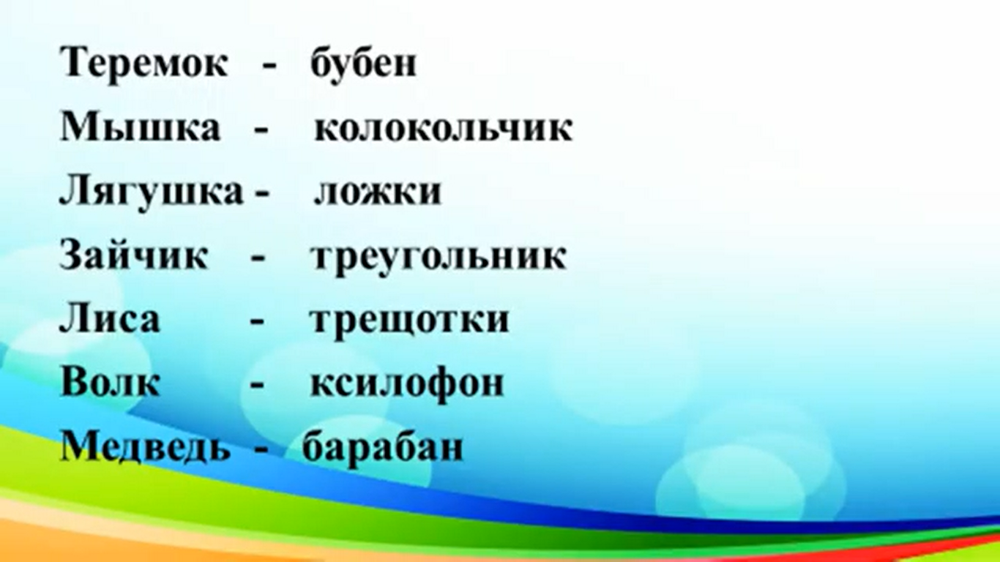 Теремок - бубен
Мышка - колокольчик
Лягушка - ложки
Зайчик - треугольник
Лиса - трещотки
Волк - ксилофон
Медведь - барабан